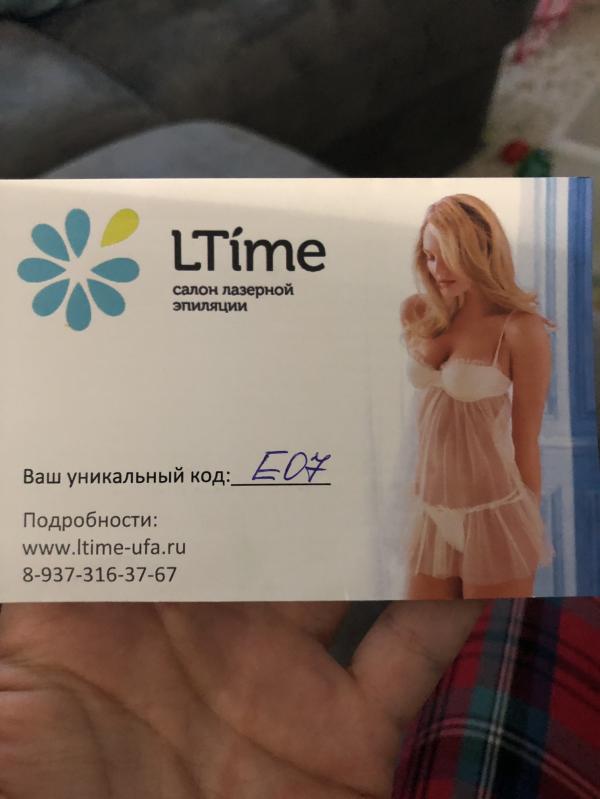 LTime
салон лазерной
эпиляции
Ваш уникальный код: E07
Подробности:
www.ltime-ufa.ru
8-937-316-37-67